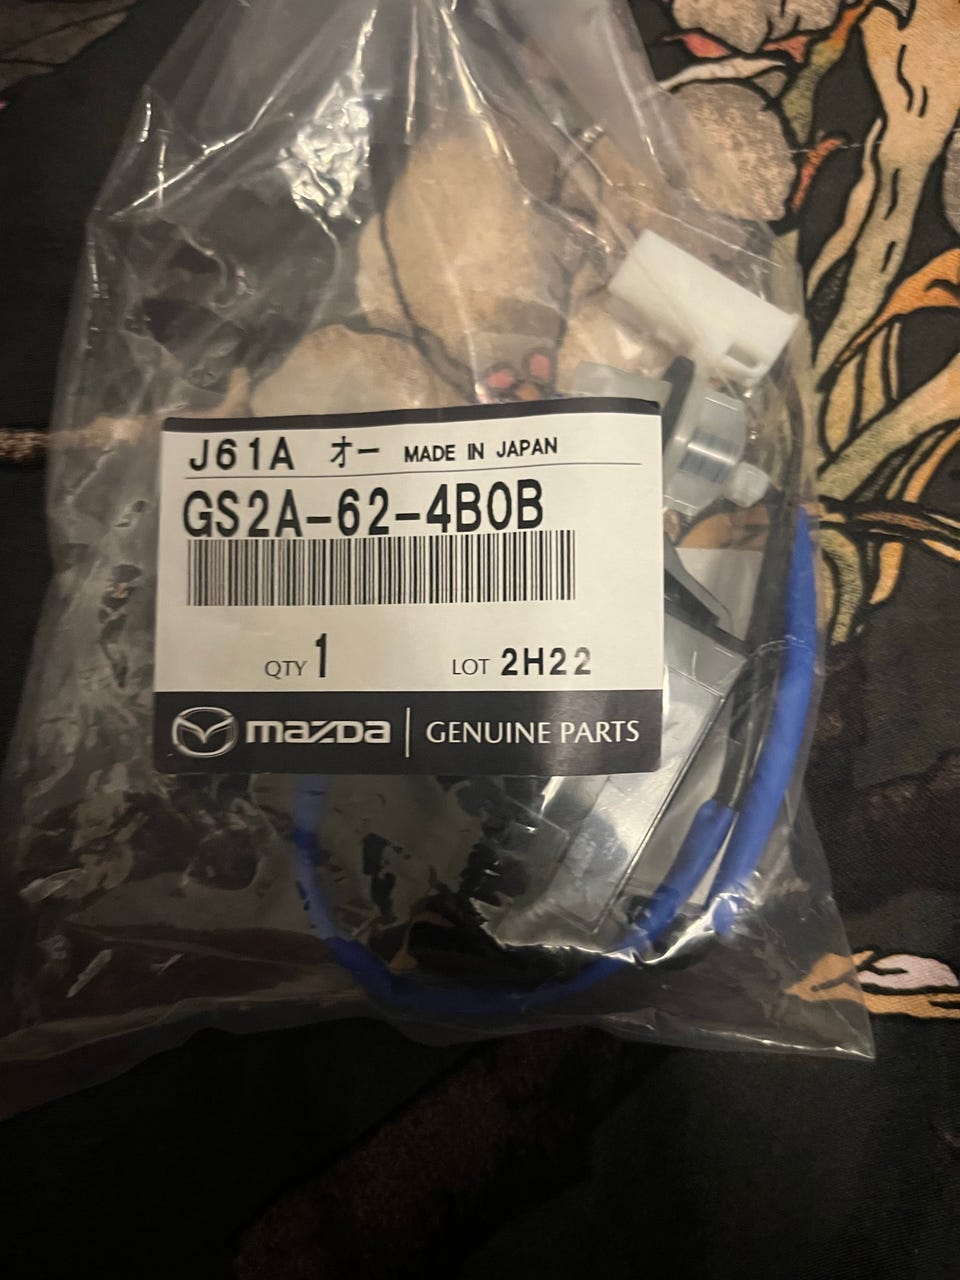 J61A オー MADE IN JAPAN
GS2A-62-4B0B
QTY 1 LOT 2H22
mazda | GENUINE PARTS